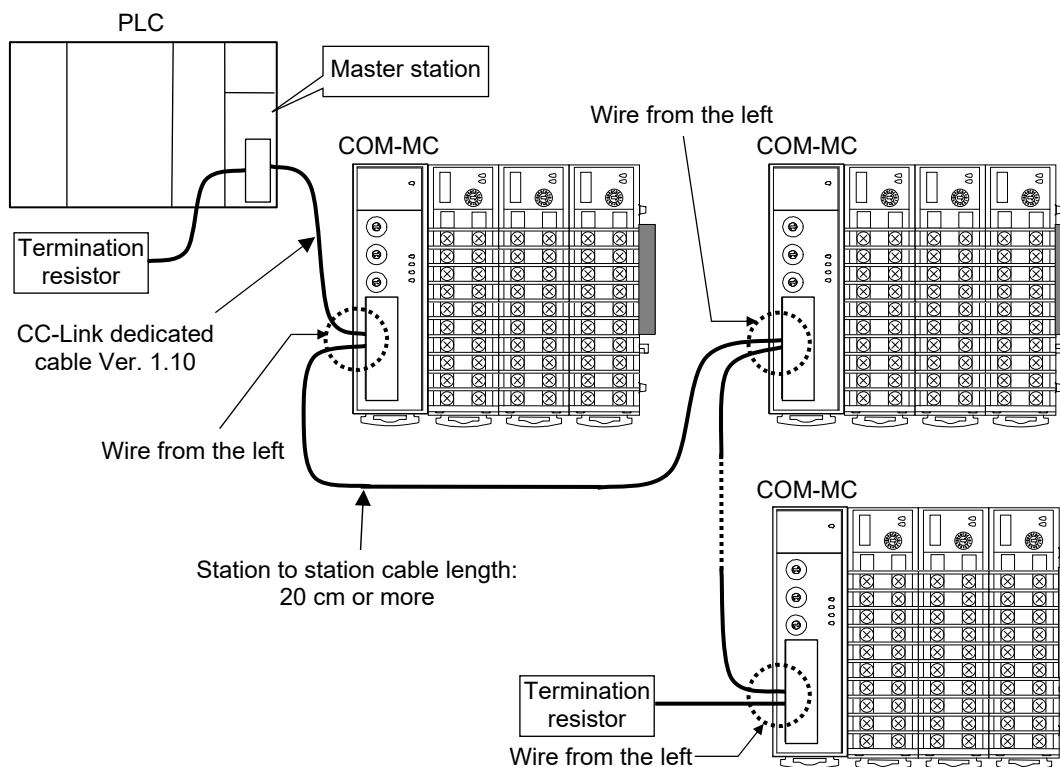 PLC
Master station
Wire from the left
COM-MC
COM-MC
Termination
resistor
CC-Link dedicated
cable Ver. 1.10
Wire from the left
COM-MC
Station to station cable length:
20 cm or more
Termination
resistor
Wire from the left